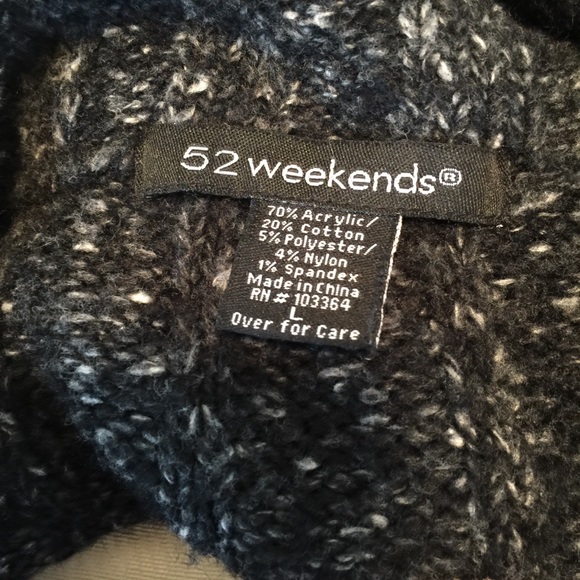 52 weekends®
70% Acrylic/
20% Cotton
5% Polyester/
4% Nylon
1% Spandex
Made in China
RN # 103364
L
Over for Care